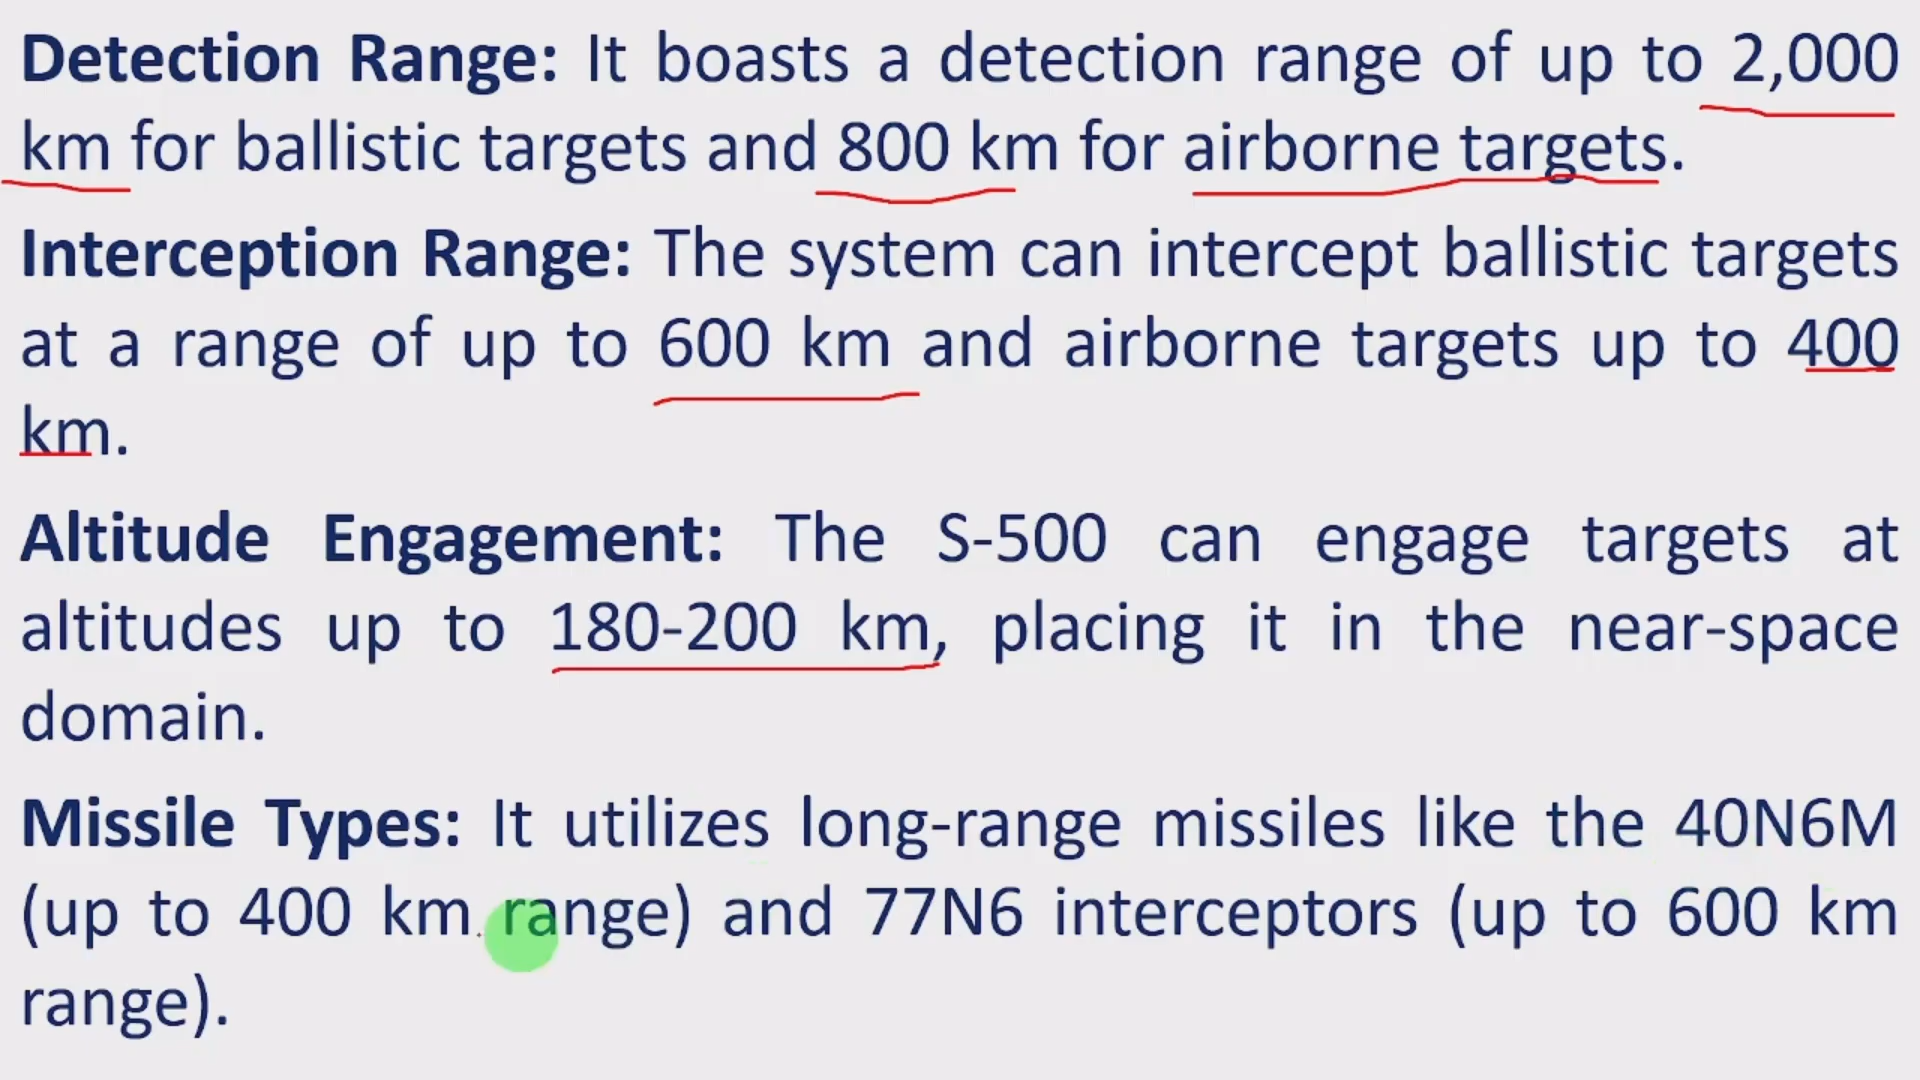 Detection Range: It boasts a detection range of up to 2,000
km for ballistic targets and 800 km for airborne targets.
Interception Range: The system can intercept ballistic targets
at a range of up to 600 km and airborne targets up to 400
km.
Altitude Engagement: The S-500 can engage targets at
altitudes up to 180-200 km, placing it in the near-space
domain.
Missile Types: It utilizes long-range missiles like the 40N6M
(up to 400 km range) and 77N6 interceptors (up to 600 km
range).